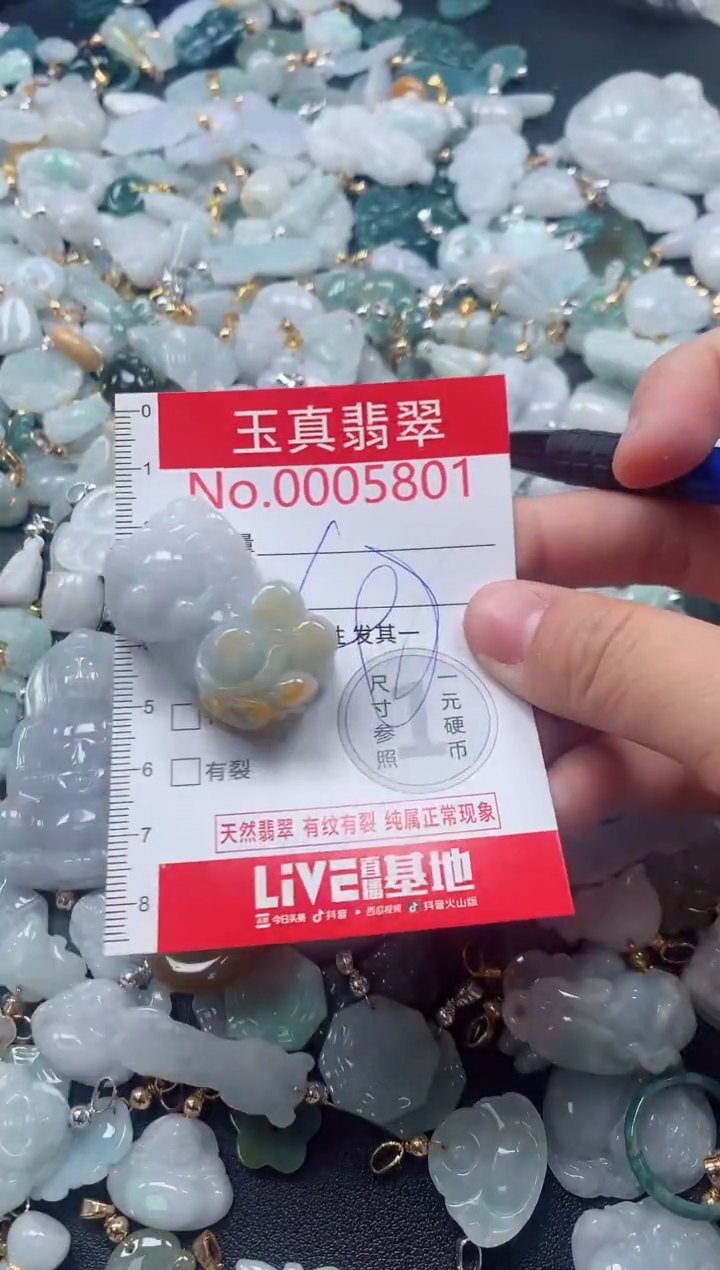 0
玉真翡翠
1
No.0005801
量
发其一
一元硬币
尺寸参照
1
5
6
有裂
7
天然翡翠 有纹有裂 纯属正常现象
8
LiVE直播基地
今日头条 抖音 西瓜视频 抖音火山版